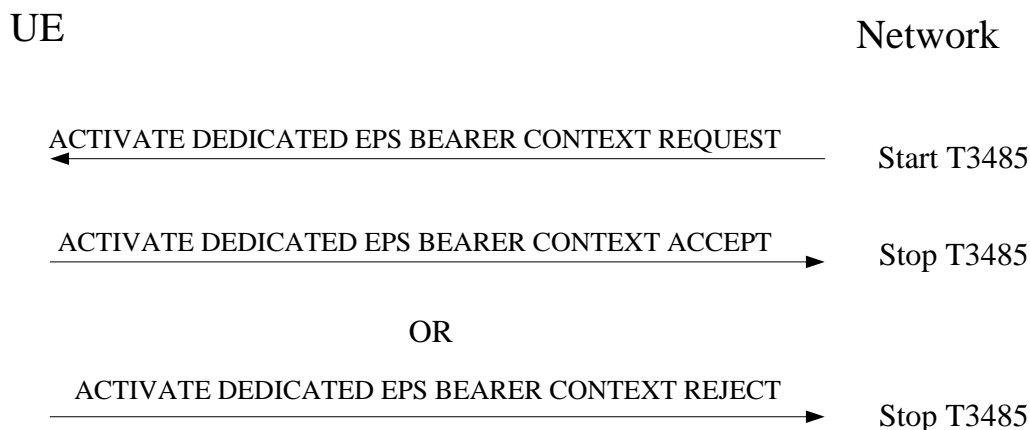 UE
Network
ACTIVATE DEDICATED EPS BEARER CONTEXT REQUEST
Start T3485
ACTIVATE DEDICATED EPS BEARER CONTEXT ACCEPT
Stop T3485
OR
ACTIVATE DEDICATED EPS BEARER CONTEXT REJECT
Stop T3485